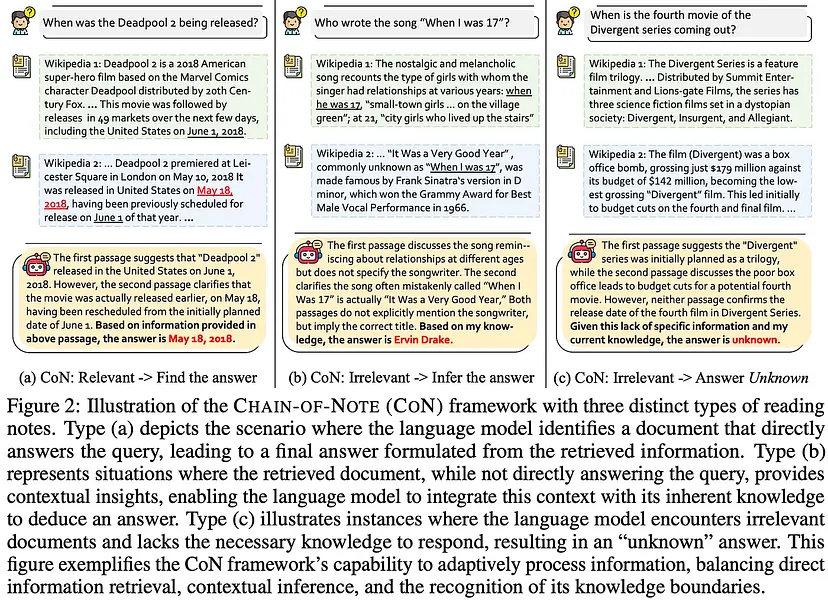 When was the Deadpool 2 being released?
Wikipedia 1: Deadpool 2 is a 2018 American
super-hero film based on the Marvel Comics
character Deadpool distributed by 20th Cen-
tury Fox. ... This movie was followed by
releases in 49 markets over the next few days,
including the United States on June 1, 2018.
Wikipedia 2: ... Deadpool 2 premiered at Lei-
cester Square in London on May 10, 2018 It
was released in United States on May 18,
2018, having been previously scheduled for
release on June 1 of that year. ...
The first passage suggests that "Deadpool 2"
released in the United States on June 1,
2018. However, the second passage clarifies that
the movie was actually released earlier, on May 18,
having been rescheduled from the initially planned
date of June 1. Based on information provided in
above passage, the answer is May 18, 2018.
(a) CoN: Relevant -> Find the answer
Who wrote the song “When I was 17”?
Wikipedia 1: The nostalgic and melancholic
song recounts the type of girls with whom the
singer had relationships at various years: when
he was 17, “small-town girls ... on the village
green”; at 21, “city girls who lived up the stairs”
Wikipedia 2: ... “It Was a Very Good Year” ,
commonly unknown as “When I was 17”, was
made famous by Frank Sinatra's version in D
minor, which won the Grammy Award for Best
Male Vocal Performance in 1966.
The first passage discusses the song remin--
iscing about relationships at different ages
but does not specify the songwriter. The second
clarifies the song often mistakenly called “When I
Was 17” is actually “It Was a Very Good Year,” Both
passages do not explicitly mention the songwriter,
but imply the correct title. Based on my know-
ledge, the answer is Ervin Drake.
(b) CoN: Irrelevant -> Infer the answer
When is the fourth movie of the
Divergent series coming out?
Wikipedia 1: The Divergent Series is a feature
film trilogy. ... Distributed by Summit Enter-
tainment and Lions-gate Films, the series has
three science fiction films set in a dystopian
society: Divergent, Insurgent, and Allegiant.
Wikipedia 2: The film (Divergent) was a box
office bomb, grossing just $179 million against
its budget of $142 million, becoming the low-
est grossing “Divergent” film. This led initially
to budget cuts on the fourth and final film. ...
The first passage suggests the "Divergent"
series was initially planned as a trilogy,
while the second passage discusses the poor box
office leads to budget cuts for a potential fourth
movie. However, neither passage confirms the
release date of the fourth film in Divergent Series.
Given this lack of specific information and my
current knowledge, the answer is unknown.
(c) CoN: Irrelevant -> Answer Unknown
Figure 2: Illustration of the CHAIN-OF-NOTE (CON) framework with three distinct types of reading
notes. Type (a) depicts the scenario where the language model identifies a document that directly
answers the query, leading to a final answer formulated from the retrieved information. Type (b)
represents situations where the retrieved document, while not directly answering the query, provides
contextual insights, enabling the language model to integrate this context with its inherent knowledge
to deduce an answer. Type (c) illustrates instances where the language model encounters irrelevant
documents and lacks the necessary knowledge to respond, resulting in an “unknown” answer. This
figure exemplifies the CoN framework’s capability to adaptively process information, balancing direct
information retrieval, contextual inference, and the recognition of its knowledge boundaries.